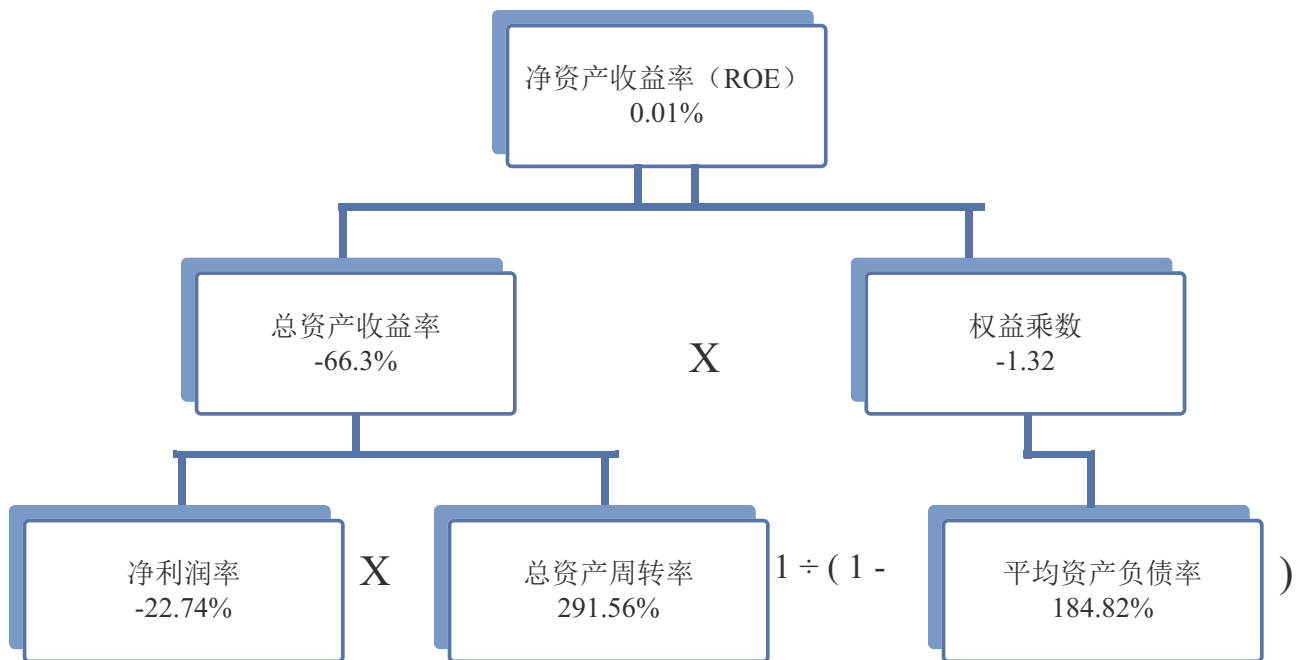 净资产收益率（ROE）
0.01%
总资产收益率
-66.3%
X
权益乘数
-1.32
净利润率
-22.74%
X
总资产周转率
291.56%
1 ÷ ( 1 -
平均资产负债率
184.82%
)